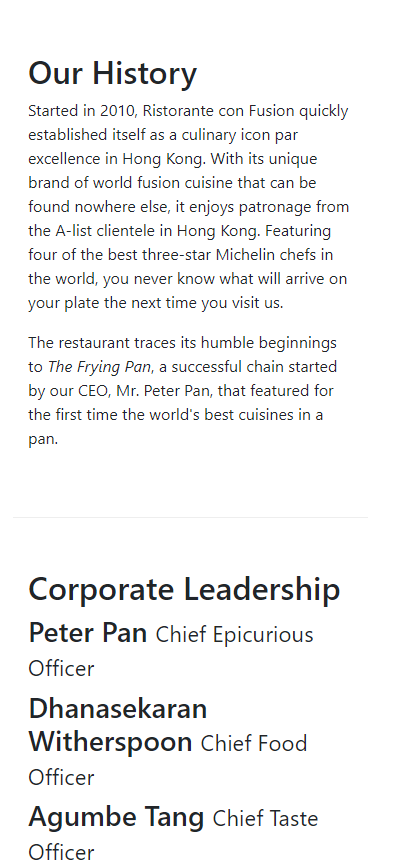 Our History
Started in 2010, Ristorante con Fusion quickly
established itself as a culinary icon par
excellence in Hong Kong. With its unique
brand of world fusion cuisine that can be
found nowhere else, it enjoys patronage from
the A-list clientele in Hong Kong. Featuring
four of the best three-star Michelin chefs in
the world, you never know what will arrive on
your plate the next time you visit us.
The restaurant traces its humble beginnings
to The Frying Pan, a successful chain started
by our CEO, Mr. Peter Pan, that featured for
the first time the world's best cuisines in a
pan.
Corporate Leadership
Peter Pan Chief Epicurious
Officer
Dhanasekaran
Witherspoon Chief Food
Officer
Agumbe Tang Chief Taste
Officer